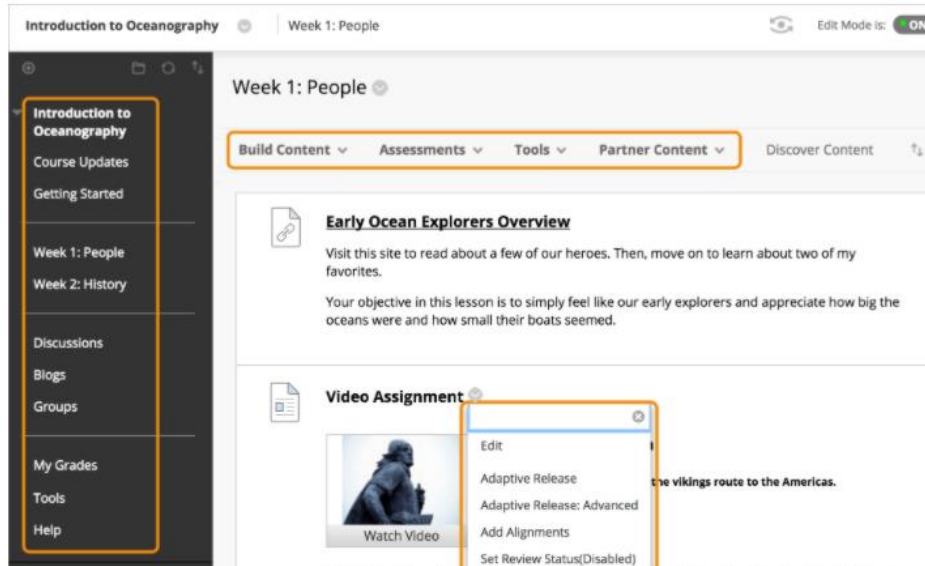 Introduction to Oceanography
Week 1: People
Edit Mode is:
ON
Introduction to
Oceanography
Course Updates
Getting Started
Week 1: People
Week 2: History
Discussions
Blogs
Groups
My Grades
Tools
Help
Week 1: People
Build Content
Assessments
Tools
Partner Content
Discover Content
Early Ocean Explorers Overview
Visit this site to read about a few of our heroes. Then, move on to learn about two of my
favorites.
Your objective in this lesson is to simply feel like our early explorers and appreciate how big the
oceans were and how small their boats seemed.
Video Assignment
Watch Video
Edit
Adaptive Release
Adaptive Release: Advanced
Add Alignments
Set Review Status(Disabled)
the vikings route to the Americas.